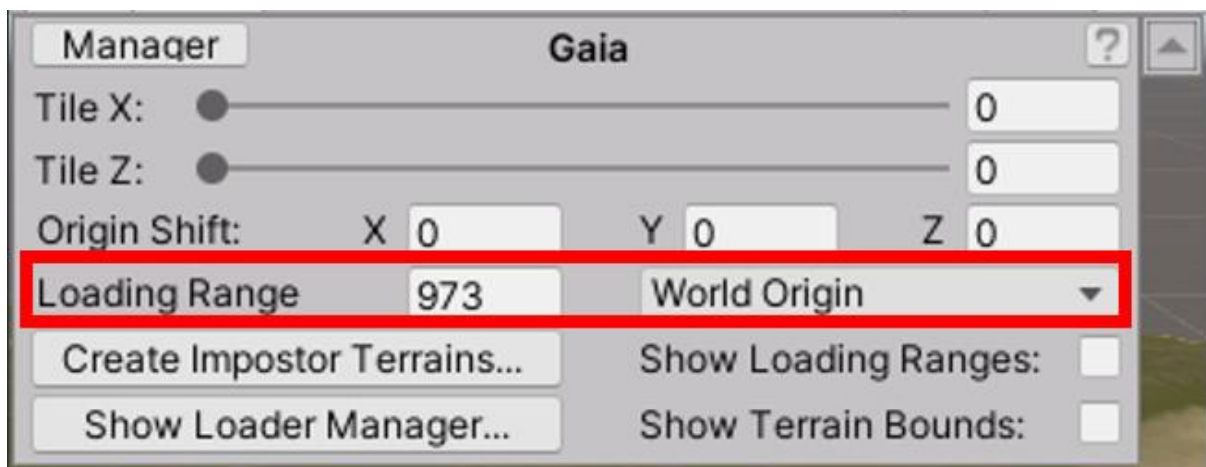 Manager Gaia ?
Tile X: 0
Tile Z: 0
Origin Shift: X 0 Y 0 Z 0
Loading Range 973 World Origin
Create Impostor Terrains... Show Loading Ranges:
Show Loader Manager... Show Terrain Bounds: